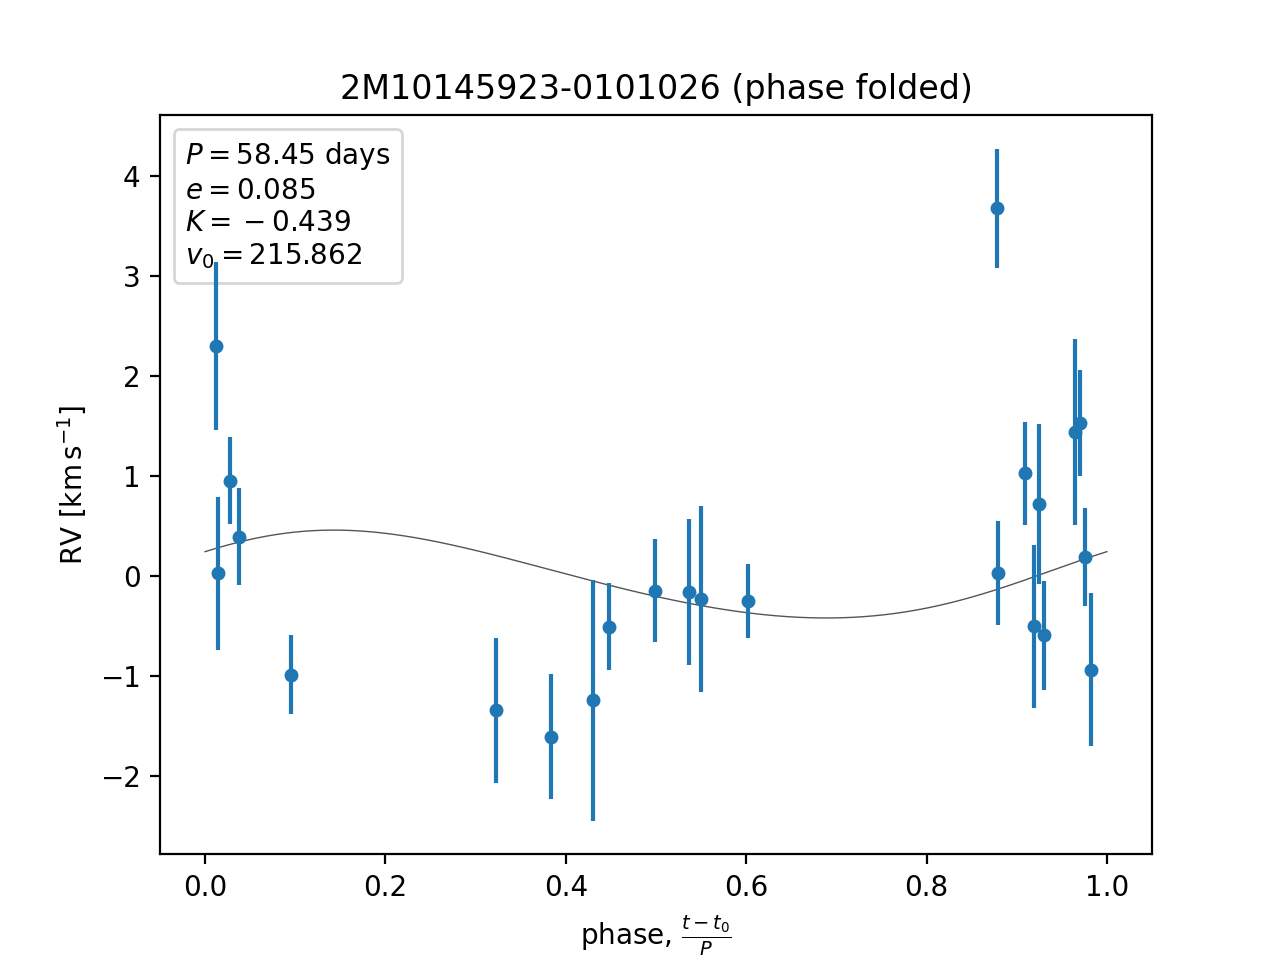 2M10145923-0101026 (phase folded)
P = 58.45 days
e = 0.085
K = −0.439
v₀ = 215.862
4
3
2
1
0
−1
−2
RV [km s⁻¹]
0.0 0.2 0.4 0.6 0.8 1.0
phase, (t − t₀)/P